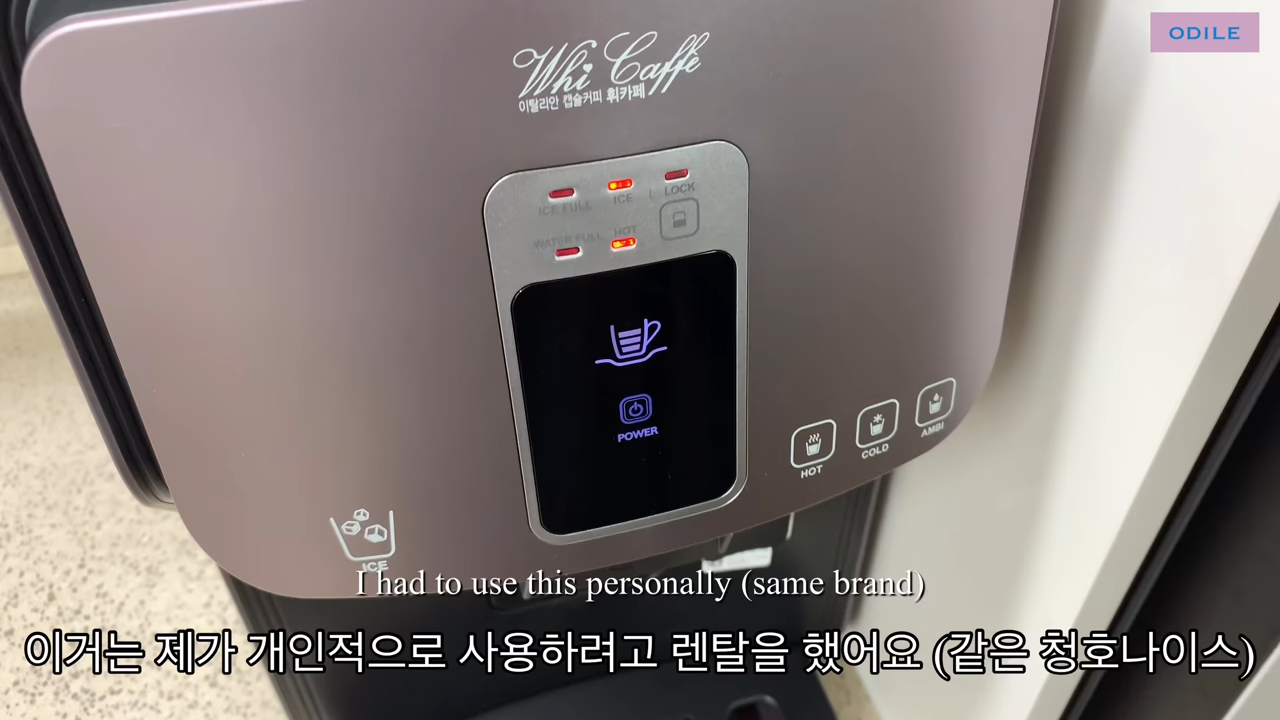 ODILE
Whi Caffè
이탈리안 캡슐커피 휘카페
ICE FULL
ICE
LOCK
WATER FULL
HOT
POWER
HOT
COLD
AMBI
ICE
I had to use this personally (same brand)
이거는 제가 개인적으로 사용하려고 렌탈을 했어요 (같은 청호나이스)